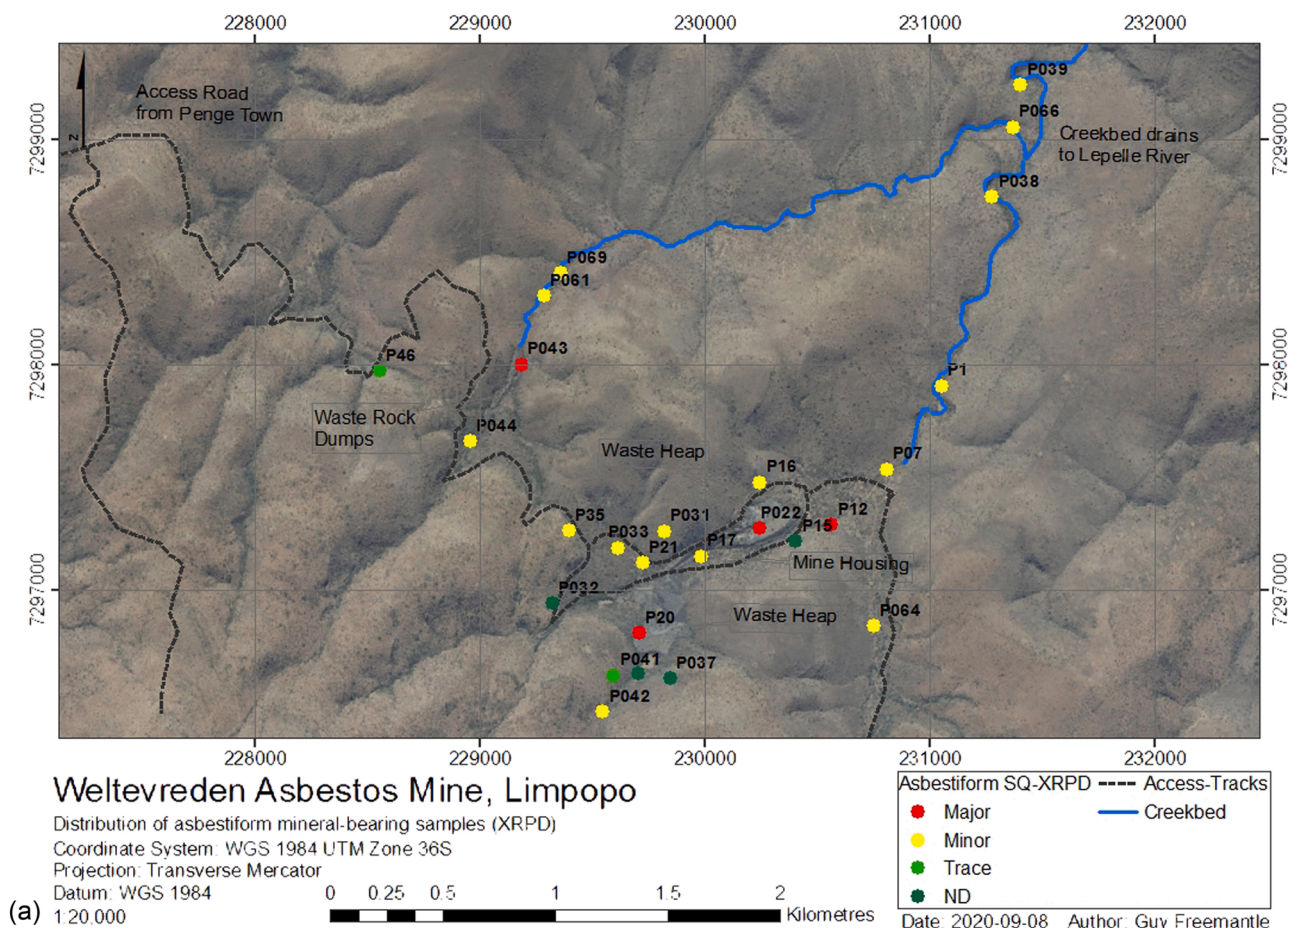 228000 229000 230000 231000 232000
P039
Access Road
from Penge Town
P066
z
7299000
Creekbed drains
to Lepelle River
7299000
P038
P069
P061
P043
P46
7298000
P1
7298000
Waste Rock
Dumps
P044
Waste Heap
P16
P07
P35
P031
P022
P12
P033
P15
P21
P17
Mine Housing
P032
7297000
7297000
P20
Waste Heap
P064
P041
P037
P042
228000 229000 230000 231000 232000
Weltevreden Asbestos Mine, Limpopo
Distribution of asbestiform mineral-bearing samples (XRPD)
Coordinate System: WGS 1984 UTM Zone 36S
Projection: Transverse Mercator
Datum: WGS 1984
(a)
1:20,000
0 0.25 0.5 1 1.5 2
Kilometres
Asbestiform SQ-XRPD
Access-Tracks
Major
Creekbed
Minor
Trace
ND
Date: 2020-09-08 Author: Guy Freemantle